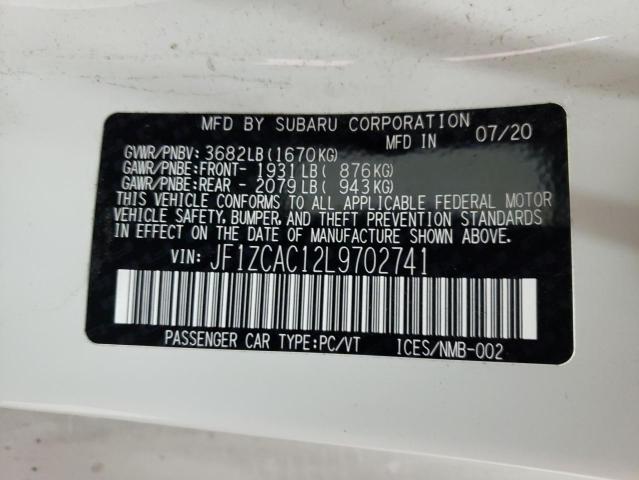 MFD BY SUBARU CORPORATION
MFD IN 07/20
GVWR/PNBV: 3682LB(1670KG)
GAWR/PNBE:FRONT- 1931LB( 876KG)
GAWR/PNBE:REAR - 2079LB( 943KG)
THIS VEHICLE CONFORMS TO ALL APPLICABLE FEDERAL MOTOR
VEHICLE SAFETY, BUMPER, AND THEFT PREVENTION STANDARDS
IN EFFECT ON THE DATE OF MANUFACTURE SHOWN ABOVE.
VIN: JF1ZCAC12L9702741
PASSENGER CAR TYPE:PC/VT ICES/NMB-002